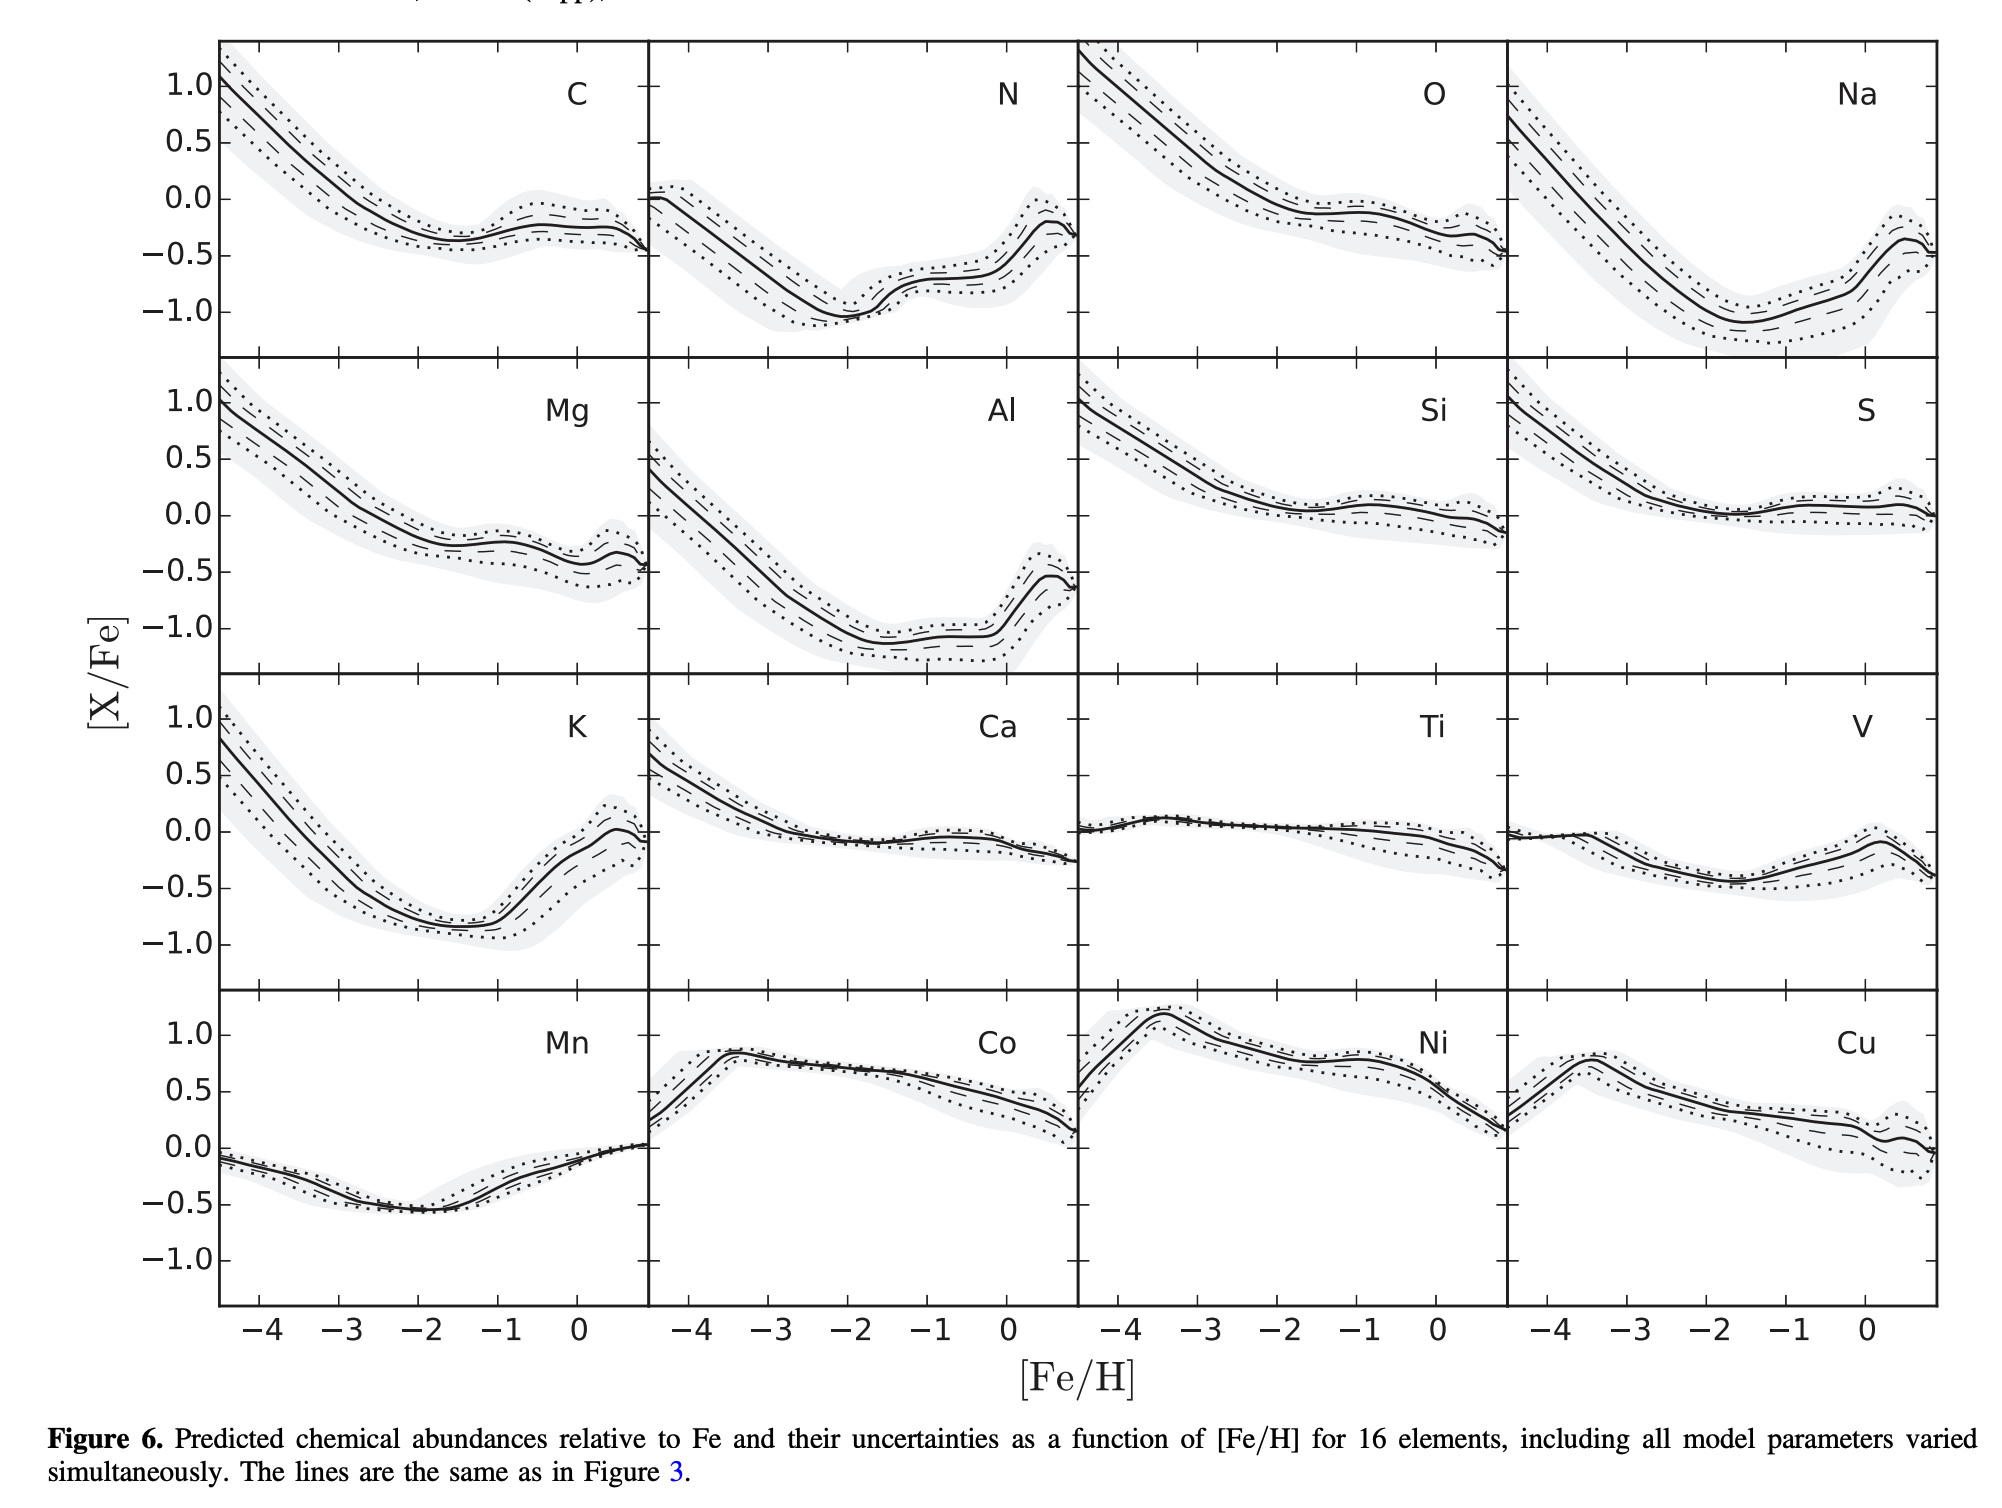 1.0
0.5
0.0
−0.5
−1.0
C
N
O
Na
1.0
0.5
0.0
−0.5
−1.0
Mg
Al
Si
S
[X/Fe]
1.0
0.5
0.0
−0.5
−1.0
K
Ca
Ti
V
1.0
0.5
0.0
−0.5
−1.0
Mn
Co
Ni
Cu
−4 −3 −2 −1 0 −4 −3 −2 −1 0 −4 −3 −2 −1 0 −4 −3 −2 −1 0
[Fe/H]
Figure 6. Predicted chemical abundances relative to Fe and their uncertainties as a function of [Fe/H] for 16 elements, including all model parameters varied
simultaneously. The lines are the same as in Figure 3.